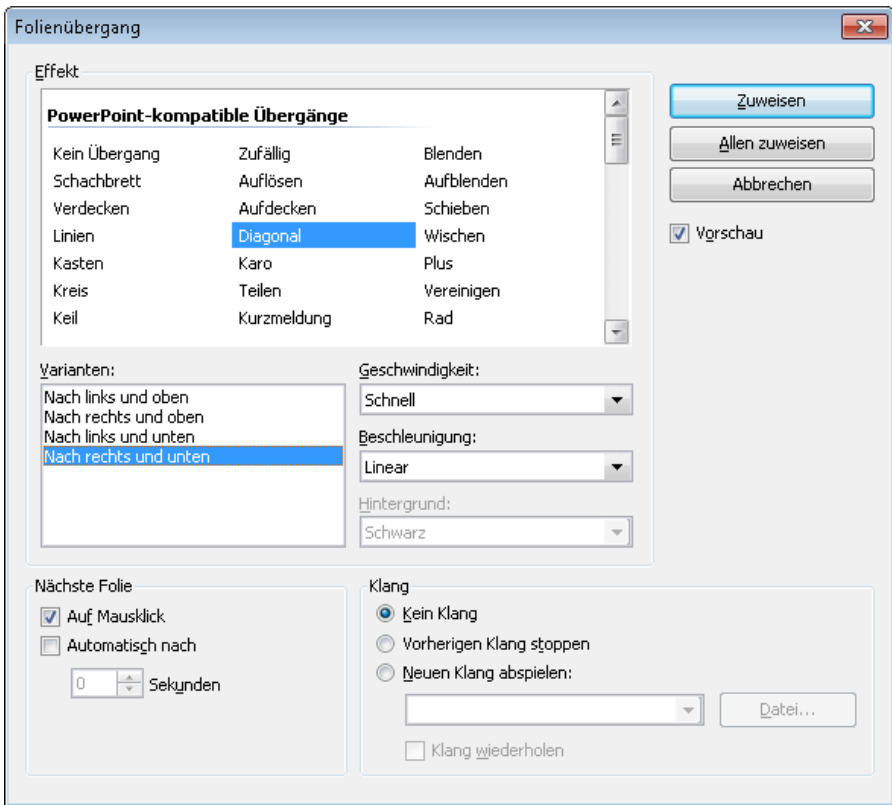 Folienübergang
Effekt
PowerPoint-kompatible Übergänge
Kein Übergang Zufällig Blenden
Schachbrett Auflösen Aufblenden
Verdecken Aufdecken Schieben
Linien Diagonal Wischen
Kasten Karo Plus
Kreis Teilen Vereinigen
Keil Kurzmeldung Rad
Zuweisen
Allen zuweisen
Abbrechen
Vorschau
Varianten:
Nach links und oben
Nach rechts und oben
Nach links und unten
Nach rechts und unten
Geschwindigkeit:
Schnell
Beschleunigung:
Linear
Hintergrund:
Schwarz
Nächste Folie
Auf Mausklick
Automatisch nach
0 Sekunden
Klang
Kein Klang
Vorherigen Klang stoppen
Neuen Klang abspielen:
Datei...
Klang wiederholen